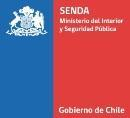 SENDA
Ministerio del Interior
y Seguridad Pública
Gobierno de Chile